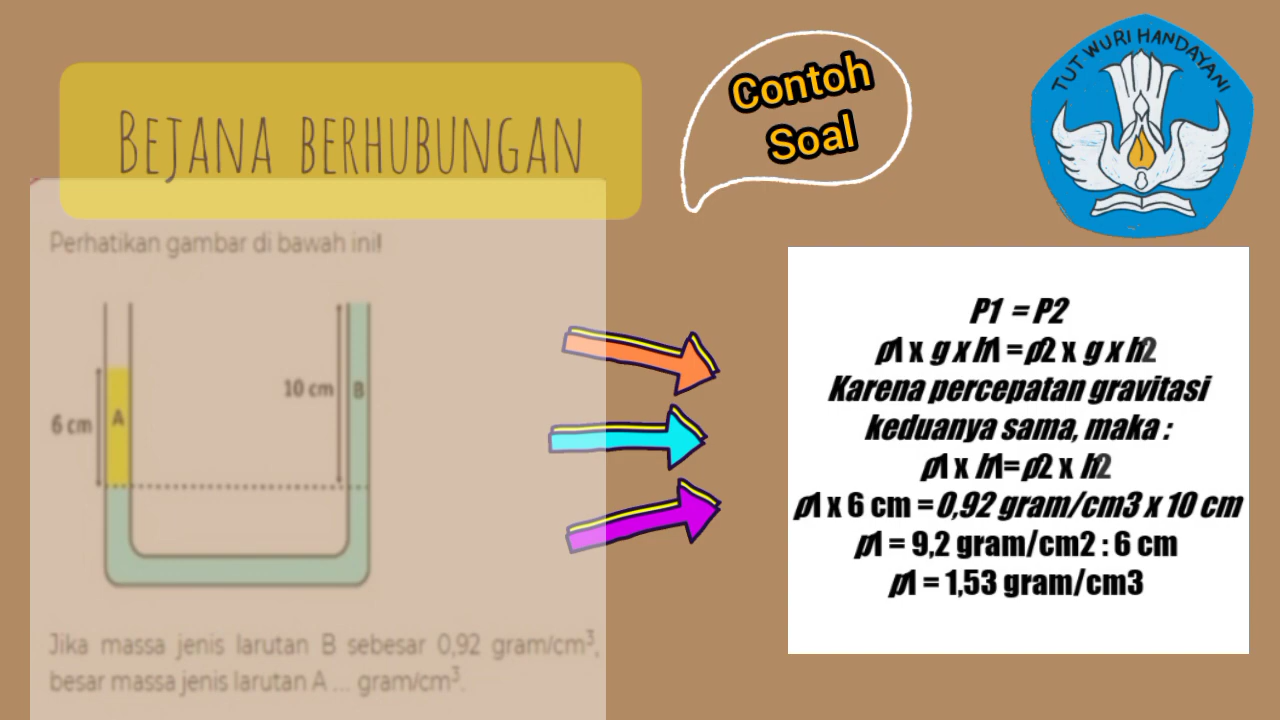 Bejana berhubungan
Contoh
Soal
TUT WURI HANDAYANI
Perhatikan gambar di bawah ini!
6 cm
A
10 cm
B
Jika massa jenis larutan B sebesar 0,92 gram/cm³,
besar massa jenis larutan A ... gram/cm³.
P1 = P2
ρ1 x g x h1 = ρ2 x g x h2
Karena percepatan gravitasi
keduanya sama, maka :
ρ1 x h1= ρ2 x h2
ρ1 x 6 cm = 0,92 gram/cm3 x 10 cm
ρ1 = 9,2 gram/cm2 : 6 cm
ρ1 = 1,53 gram/cm3